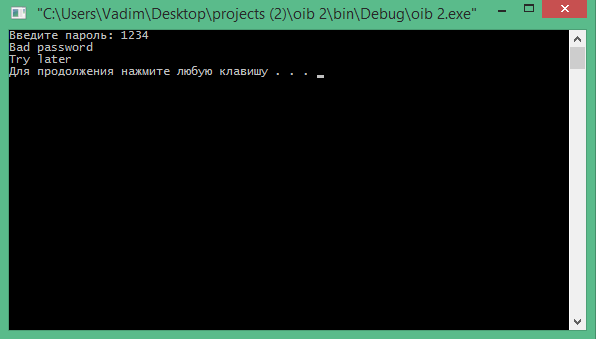 "C:\Users\Vadim\Desktop\projects (2)\oib 2\bin\Debug\oib 2.exe"
Введите пароль: 1234
Bad password
Try later
Для продолжения нажмите любую клавишу . . .